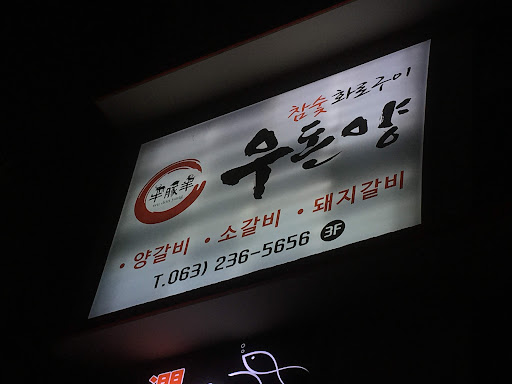 참숯화로구이
우돈양
牛豚羊
• 양갈비 • 소갈비 • 돼지갈비
T.063) 236-5656 3F